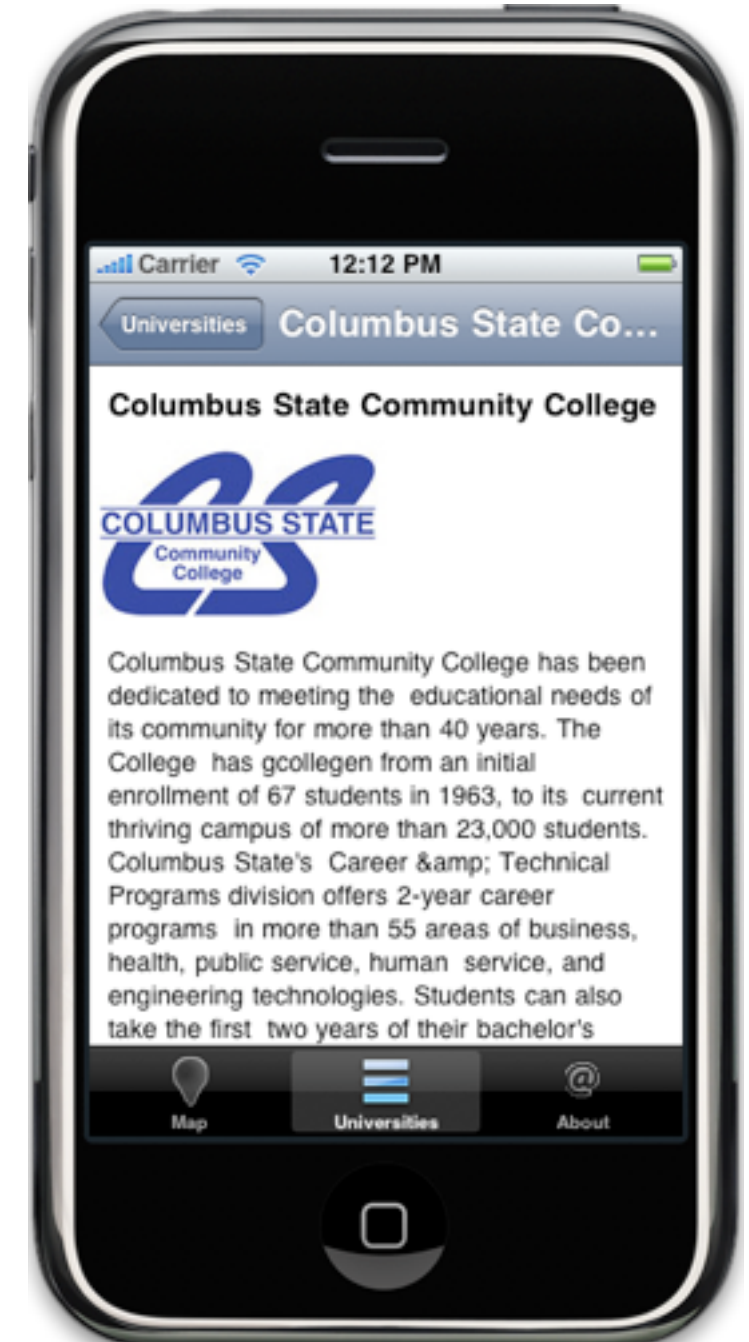 Carrier 12:12 PM
Universities Columbus State Co...
Columbus State Community College
COLUMBUS STATE
Community
College
Columbus State Community College has been
dedicated to meeting the educational needs of
its community for more than 40 years. The
College has gcollegen from an initial
enrollment of 67 students in 1963, to its current
thriving campus of more than 23,000 students.
Columbus State's Career &amp; Technical
Programs division offers 2-year career
programs in more than 55 areas of business,
health, public service, human service, and
engineering technologies. Students can also
take the first two years of their bachelor's
Map Universities About